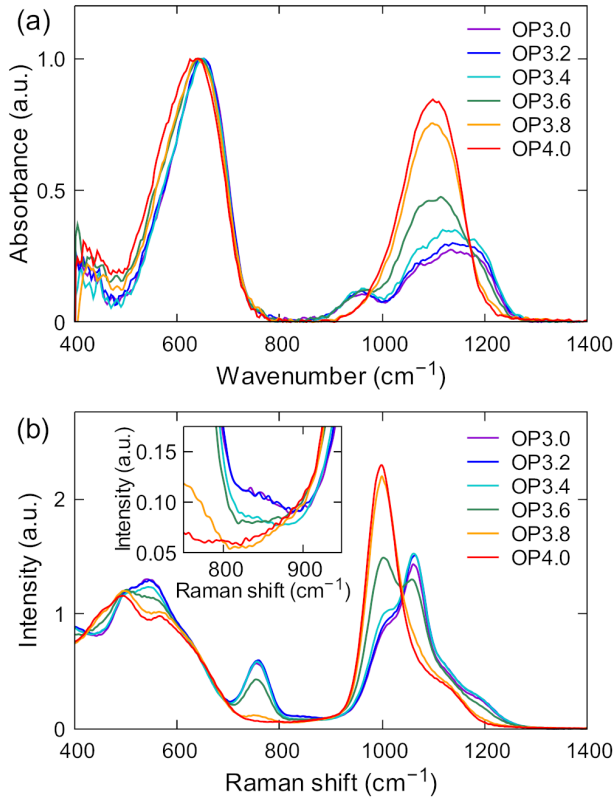 (a)
Absorbance (a.u.)
1.0
0.5
0
OP3.0
OP3.2
OP3.4
OP3.6
OP3.8
OP4.0
400 600 800 1000 1200 1400
Wavenumber (cm⁻¹)
(b)
Intensity (a.u.)
2
1
0
Intensity (a.u.)
0.15
0.10
0.05
800 900
Raman shift (cm⁻¹)
OP3.0
OP3.2
OP3.4
OP3.6
OP3.8
OP4.0
400 600 800 1000 1200 1400
Raman shift (cm⁻¹)